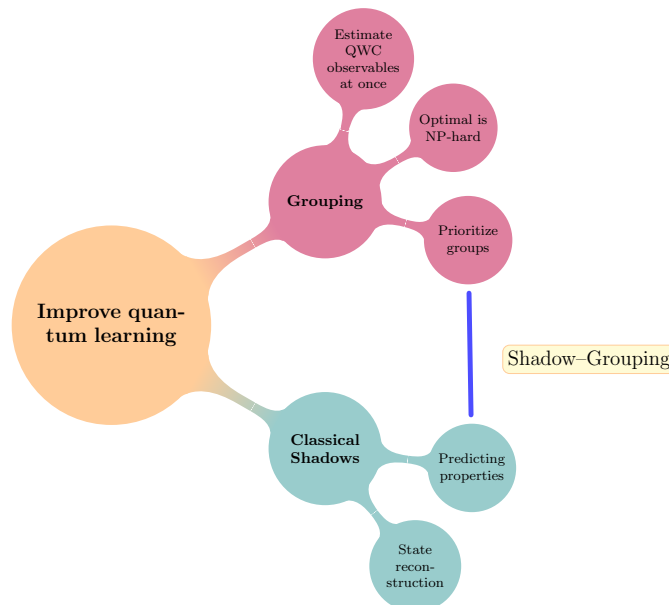 Estimate
QWC
observables
at once
Optimal is
NP-hard
Grouping
Prioritize
groups
Improve quan-
tum learning
Shadow–Grouping
Classical
Shadows
Predicting
properties
State
recon-
struction